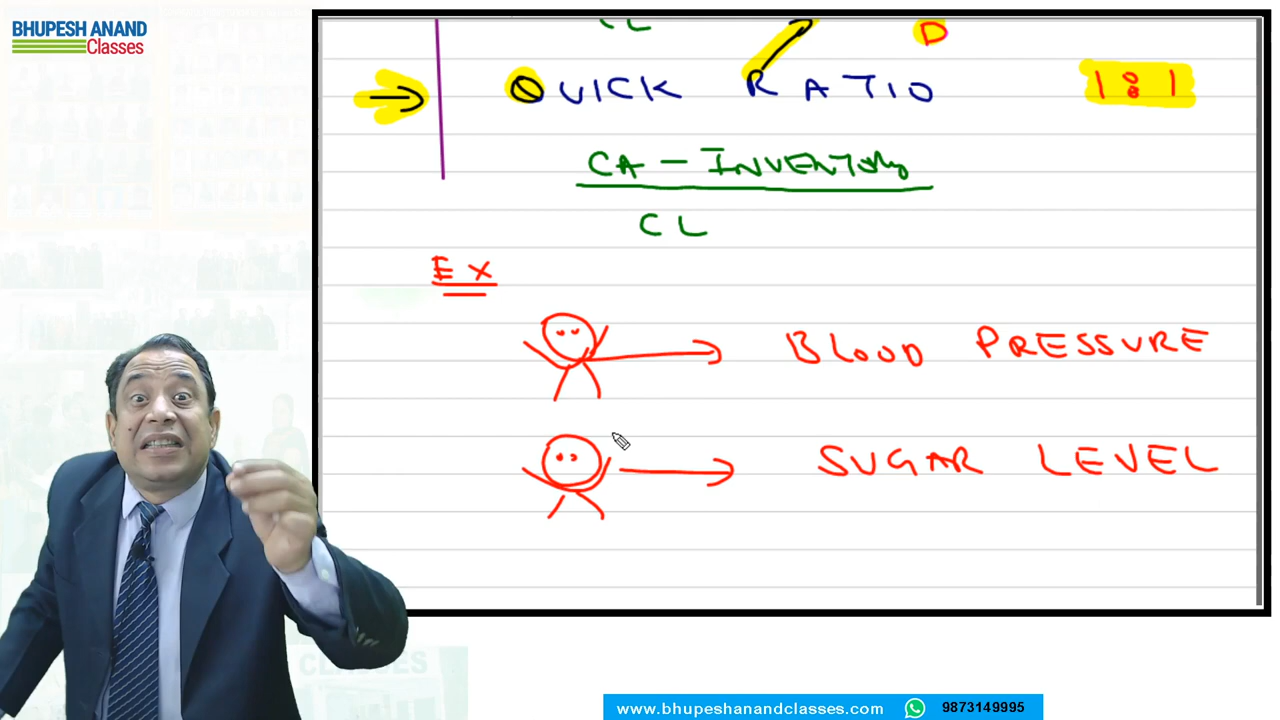 BHUPESH ANAND
Classes
CL
D
QUICK RATIO 1:1
CA - INVENTORY
CL
EX
BLOOD PRESSURE
SUGAR LEVEL
www.bhupeshanandclasses.com 9873149995